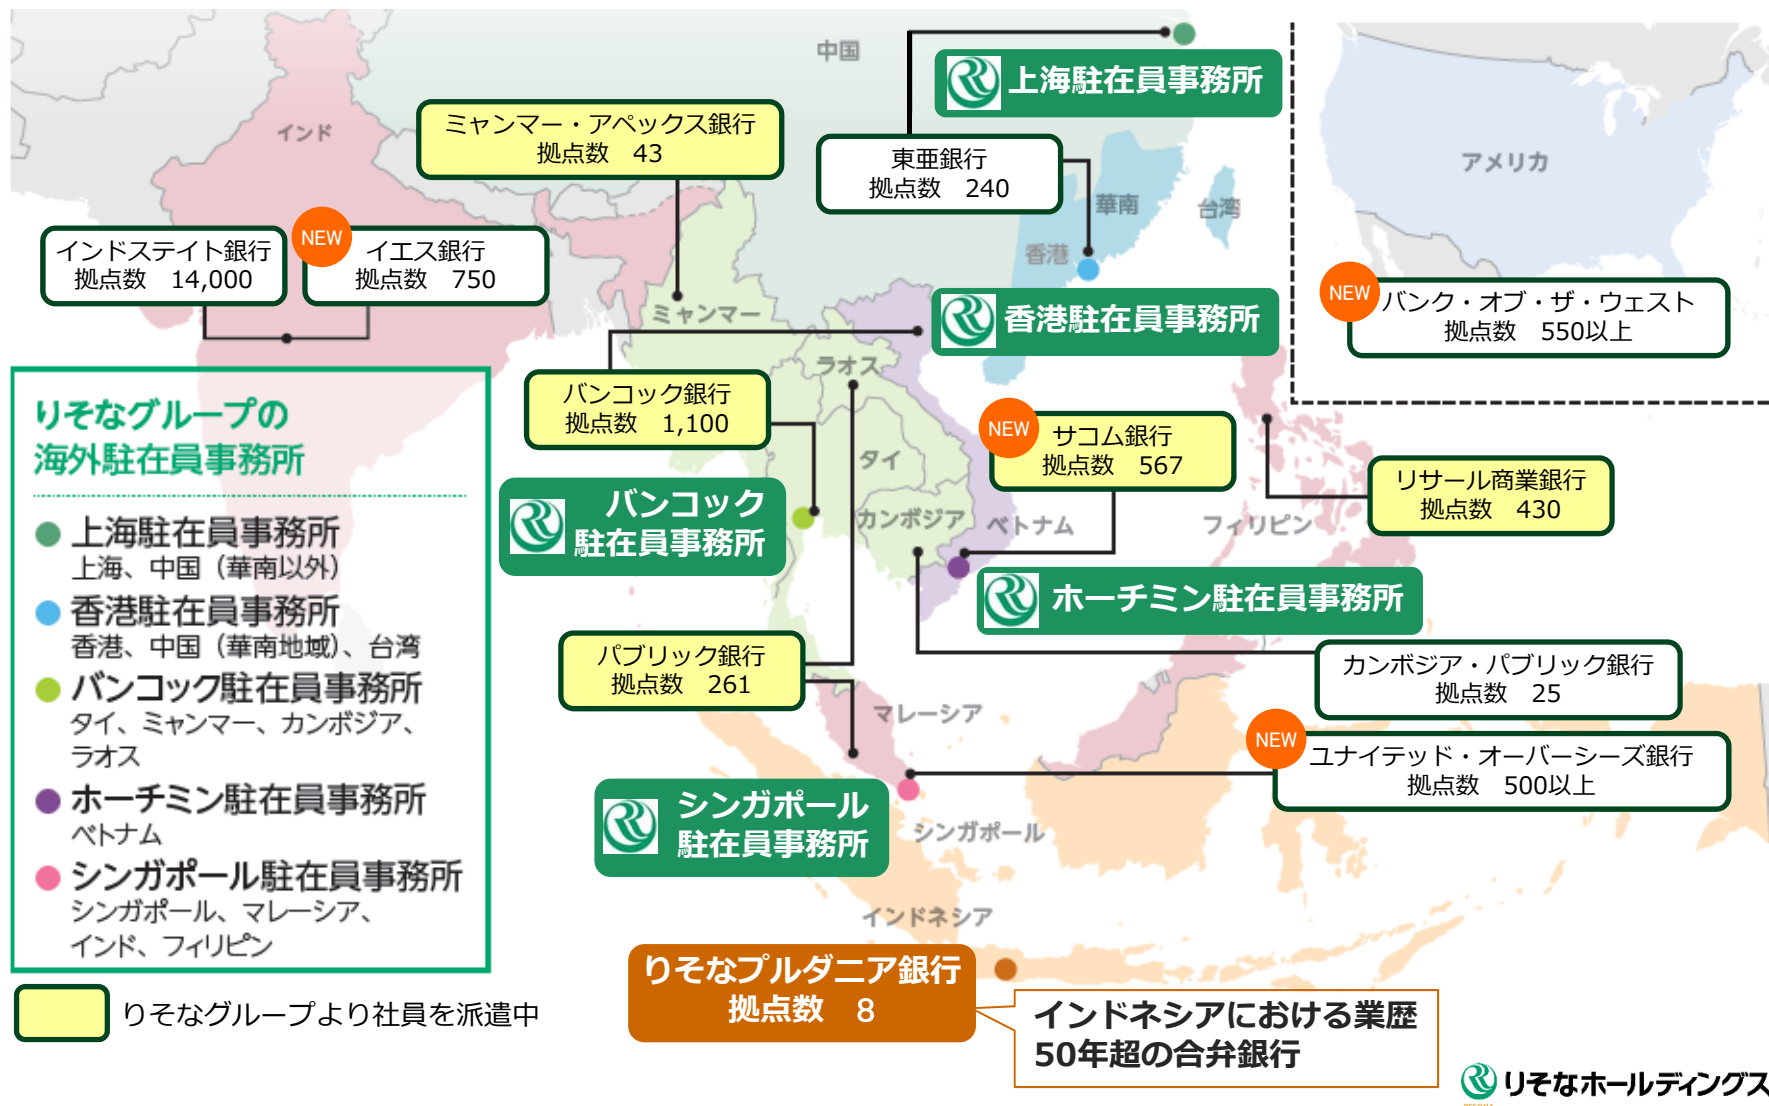 中国
上海駐在員事務所
インド
ミャンマー・アペックス銀行
拠点数　43
東亜銀行
拠点数　240
アメリカ
華南
台湾
香港
インドステイト銀行
拠点数　14,000
NEW
イエス銀行
拠点数　750
ミャンマー
香港駐在員事務所
NEW
バンク・オブ・ザ・ウェスト
拠点数　550以上
ラオス
バンコック銀行
拠点数　1,100
NEW
サコム銀行
拠点数　567
タイ
リサール商業銀行
拠点数　430
バンコック
駐在員事務所
カンボジア
ベトナム
フィリピン
ホーチミン駐在員事務所
パブリック銀行
拠点数　261
カンボジア・パブリック銀行
拠点数　25
マレーシア
NEW
ユナイテッド・オーバーシーズ銀行
拠点数　500以上
シンガポール
駐在員事務所
シンガポール
インドネシア
りそなグループの
海外駐在員事務所
上海駐在員事務所
上海、中国（華南以外）
香港駐在員事務所
香港、中国（華南地域）、台湾
バンコック駐在員事務所
タイ、ミャンマー、カンボジア、
ラオス
ホーチミン駐在員事務所
ベトナム
シンガポール駐在員事務所
シンガポール、マレーシア、
インド、フィリピン
りそなグループより社員を派遣中
りそなプルダニア銀行
拠点数　8
インドネシアにおける業歴
50年超の合弁銀行
りそなホールディングス